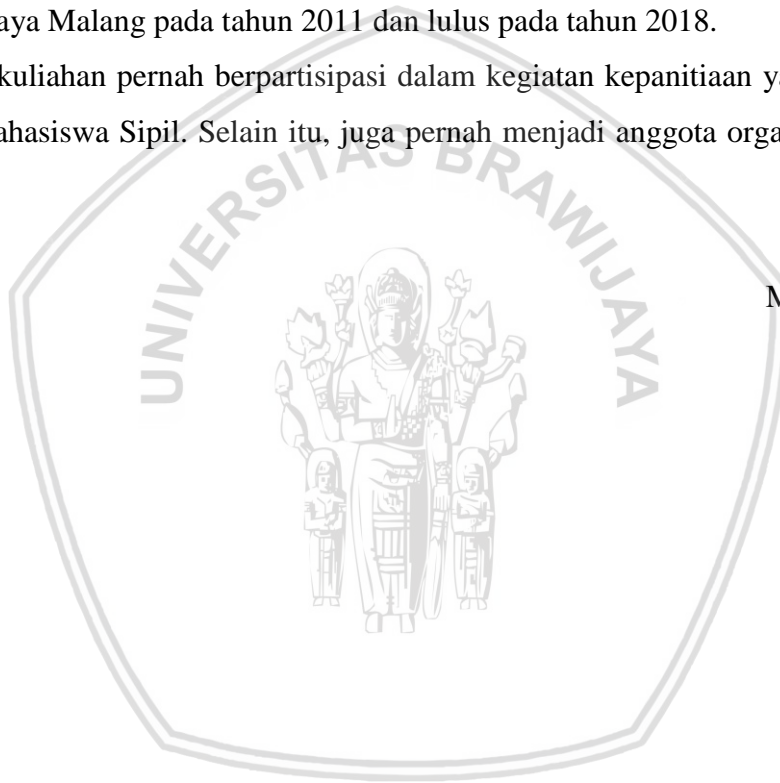 aya Malang pada tahun 2011 dan lulus pada tahun 2018.
kuliahan pernah berpartisipasi dalam kegiatan kepanitiaan ya
ahasiswa Sipil. Selain itu, juga pernah menjadi anggota orga
UNIVERSITAS BRAWIJAYA
M